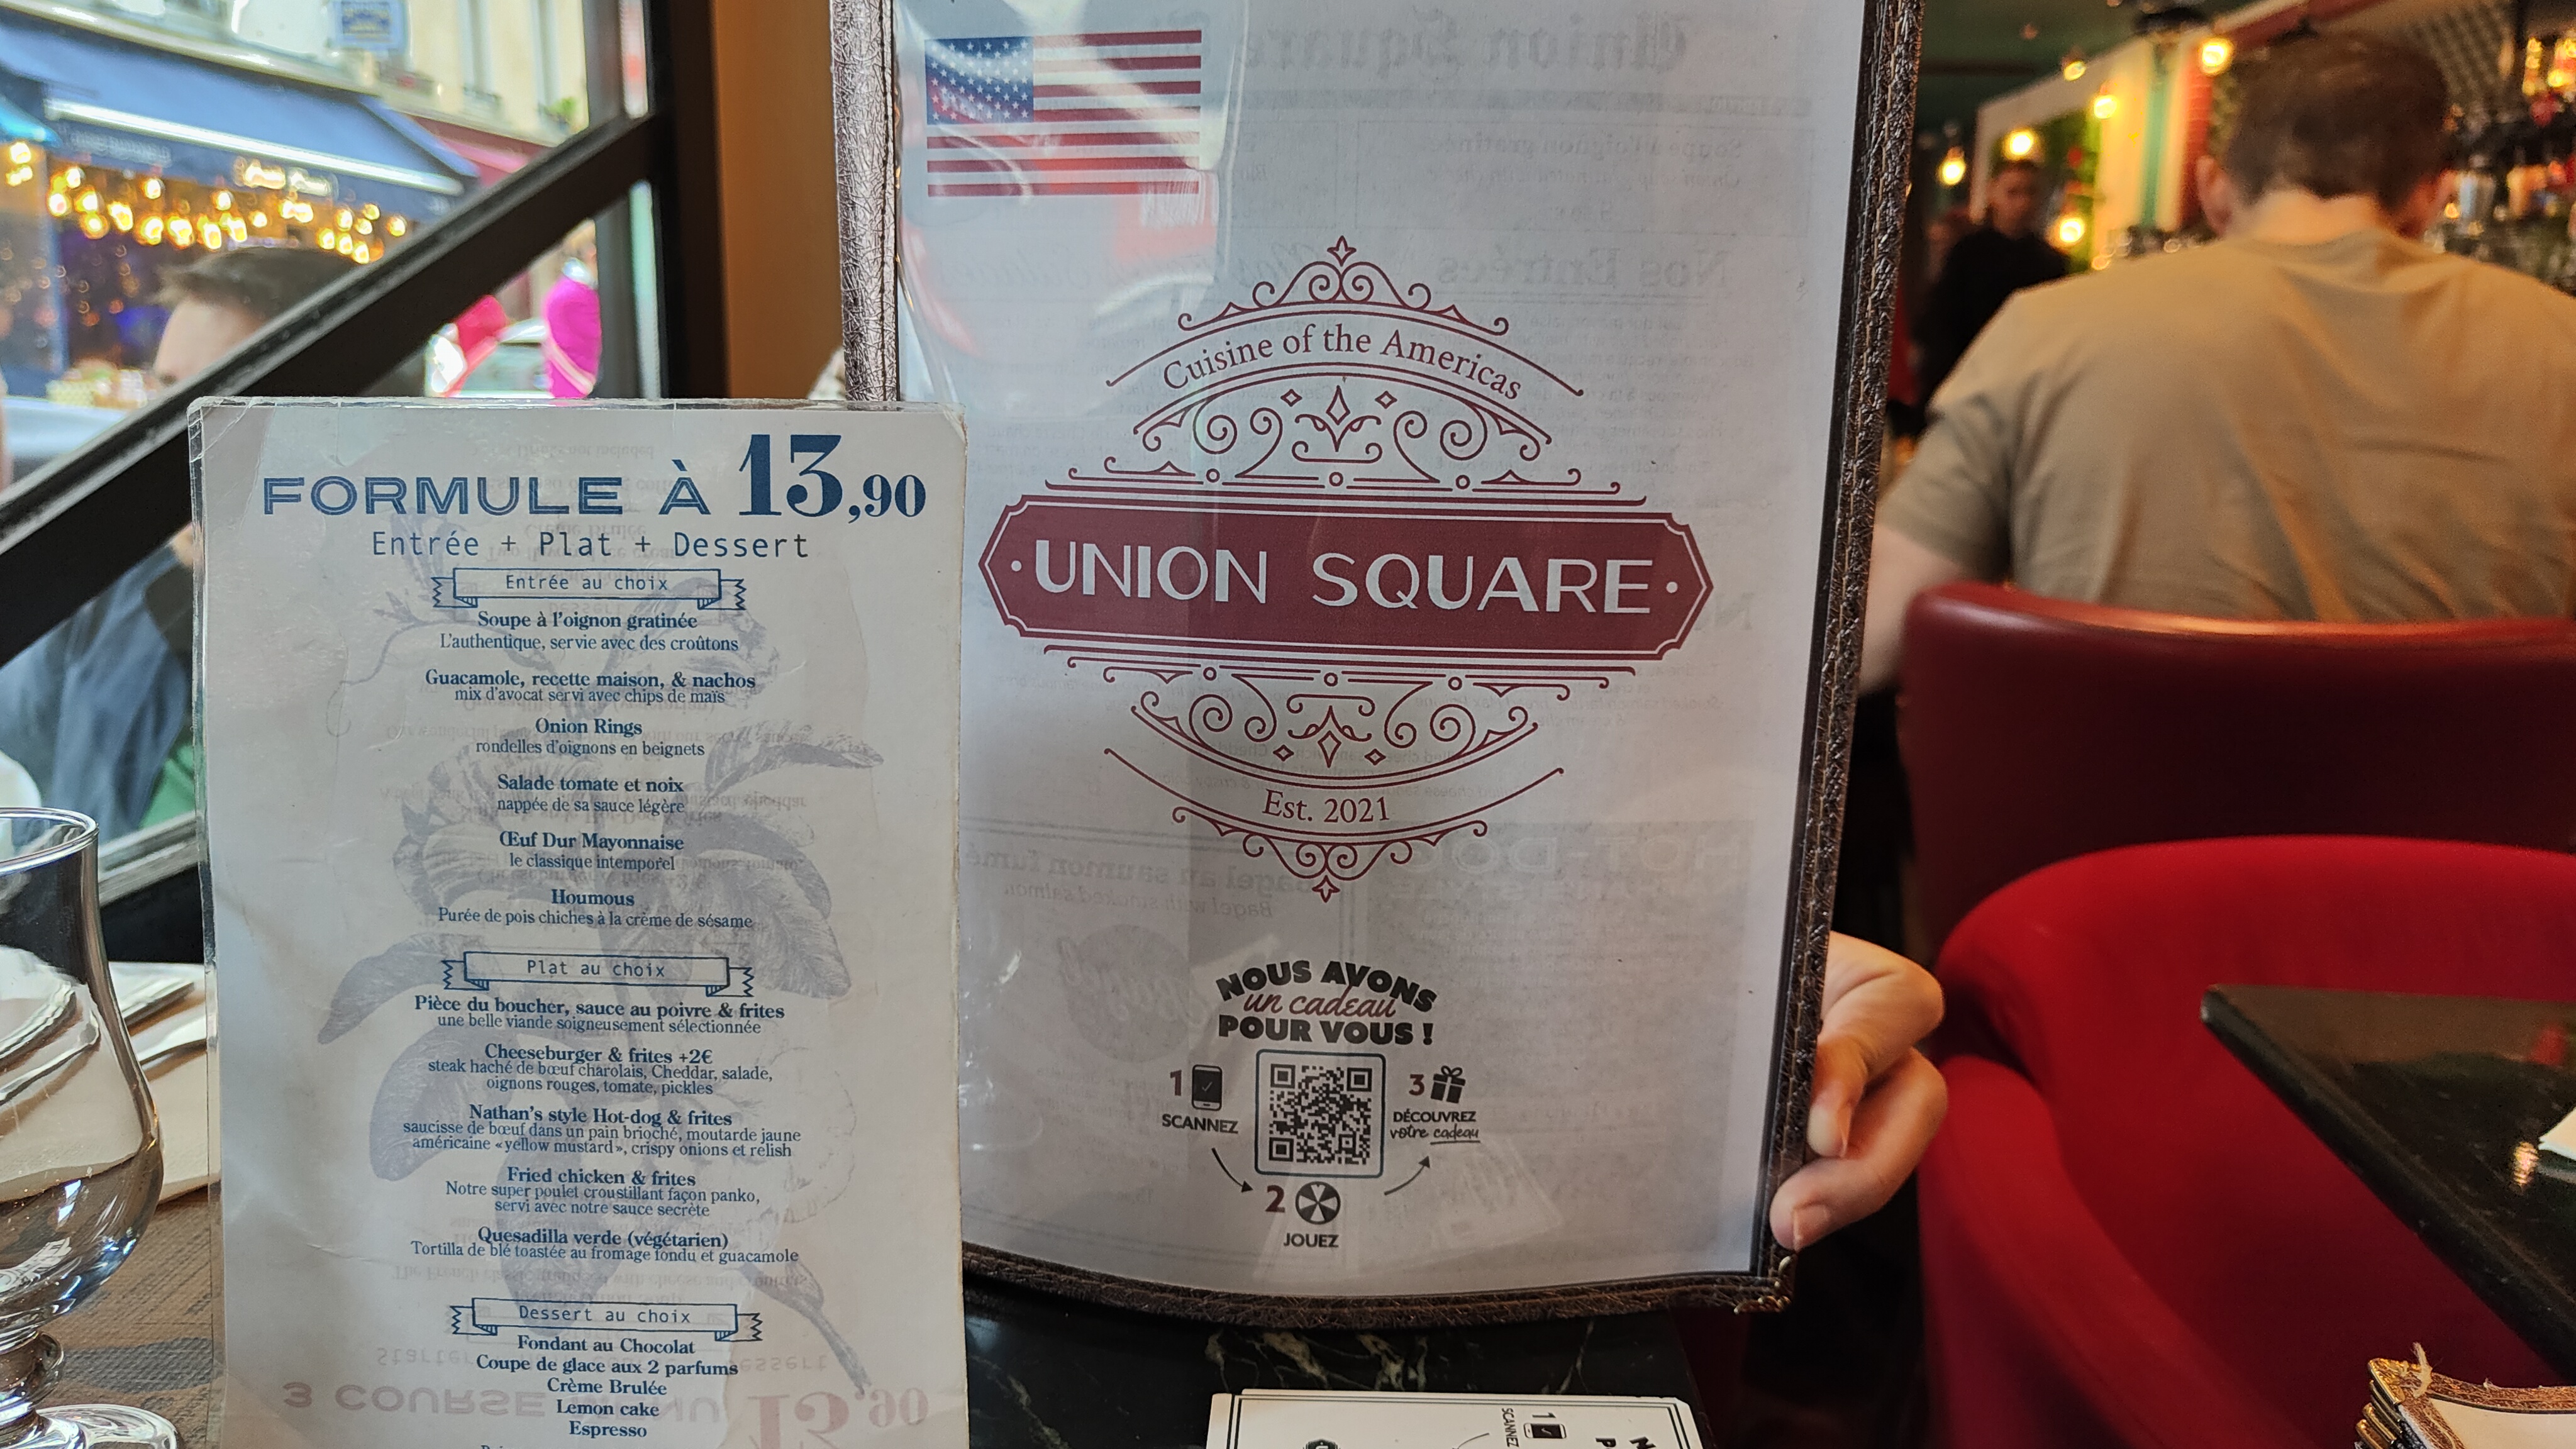 FORMULE À 13,90
Entrée + Plat + Dessert
Entrée au choix
Soupe à l'oignon gratinée
L'authentique, servie avec des croûtons
Guacamole, recette maison, & nachos
mix d'avocat servi avec chips de maïs
Onion Rings
rondelles d'oignons en beignets
Salade tomate et noix
nappée de sa sauce légère
Œuf Dur Mayonnaise
le classique intemporel
Houmous
Purée de pois chiches à la crème de sésame
Plat au choix
Pièce du boucher, sauce au poivre & frites
une belle viande soigneusement sélectionnée
Cheeseburger & frites +2€
steak haché de bœuf charolais, Cheddar, salade,
oignons rouges, tomate, pickles
Nathan's style Hot-dog & frites
saucisse de bœuf dans un pain brioché, moutarde jaune
américaine «yellow mustard», crispy onions et relish
Fried chicken & frites
Notre super poulet croustillant façon panko,
servi avec notre sauce secrète
Quesadilla verde (végétarien)
Tortilla de blé toastée au fromage fondu et guacamole
Dessert au choix
Fondant au Chocolat
Coupe de glace aux 2 parfums
Crème Brulée
Lemon cake
Espresso
Cuisine of the Americas
·UNION SQUARE·
Est. 2021
NOUS AVONS
un cadeau
POUR VOUS !
1
SCANNEZ
3
DÉCOUVREZ
votre cadeau
2
JOUEZ
1
SCANNEZ